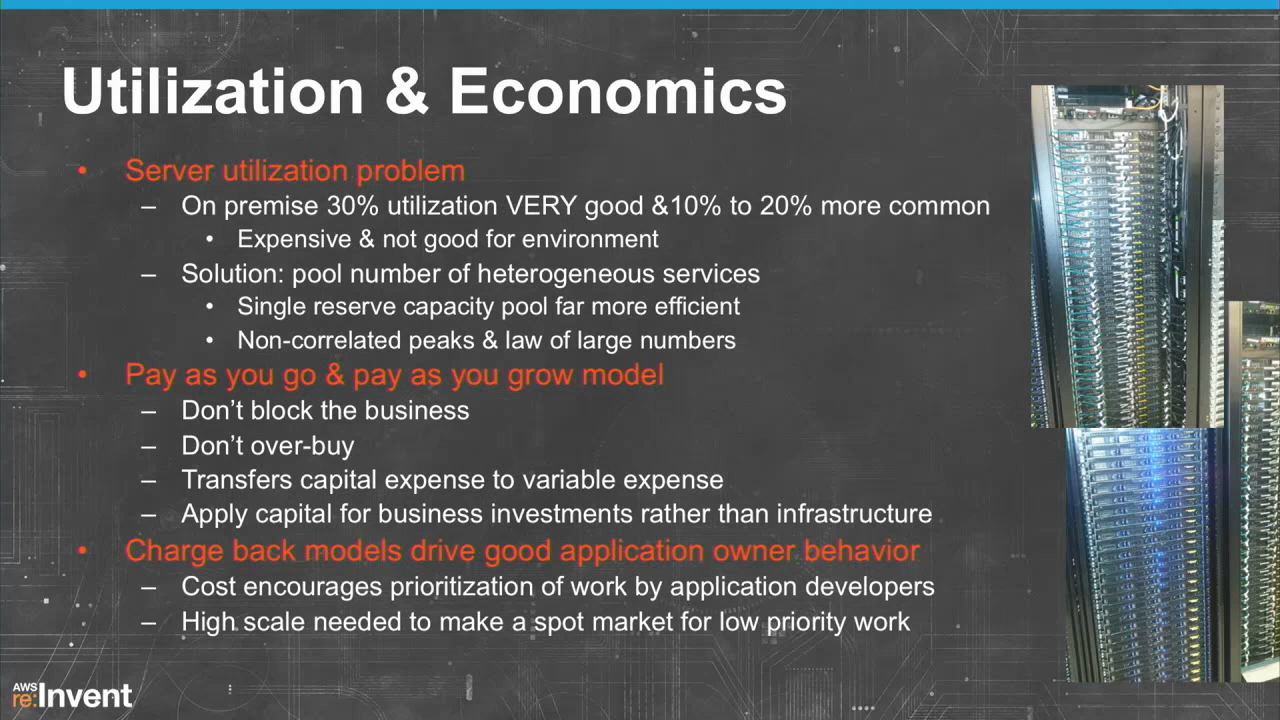 Utilization & Economics
• Server utilization problem
– On premise 30% utilization VERY good &10% to 20% more common
• Expensive & not good for environment
– Solution: pool number of heterogeneous services
• Single reserve capacity pool far more efficient
• Non-correlated peaks & law of large numbers
• Pay as you go & pay as you grow model
– Don’t block the business
– Don’t over-buy
– Transfers capital expense to variable expense
– Apply capital for business investments rather than infrastructure
• Charge back models drive good application owner behavior
– Cost encourages prioritization of work by application developers
– High scale needed to make a spot market for low priority work
AWS
re:Invent